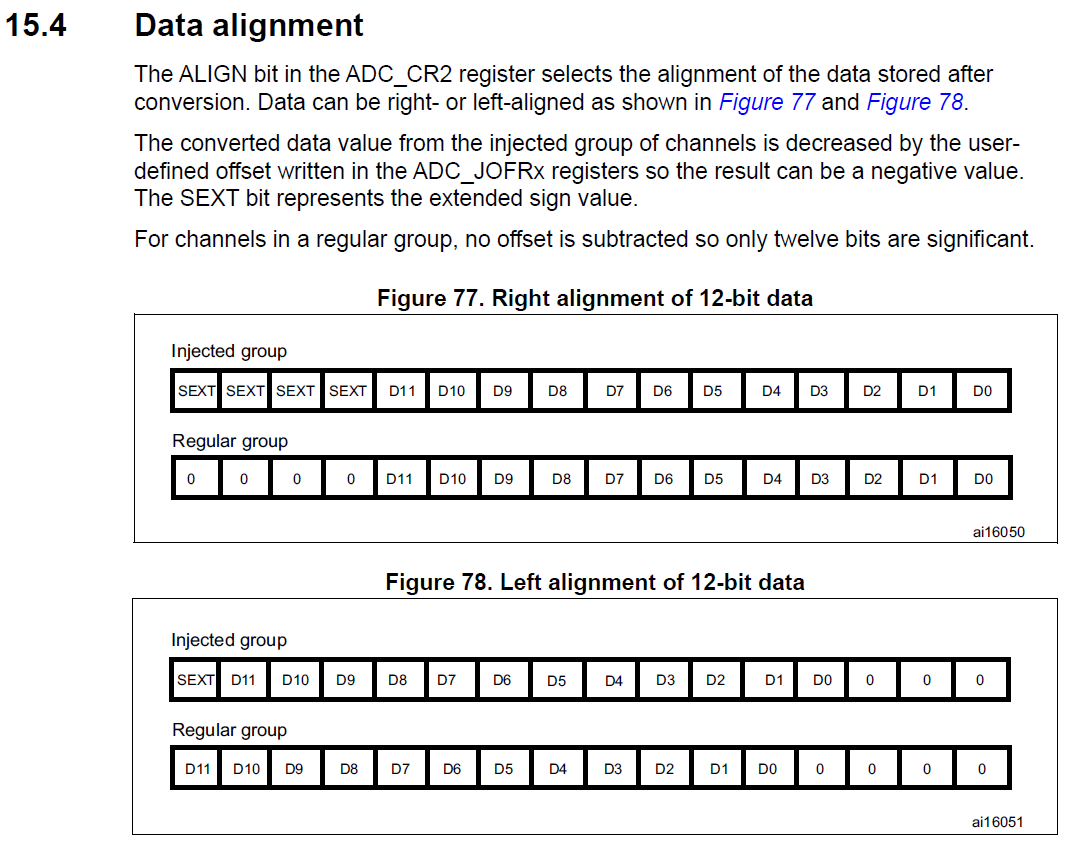 15.4 Data alignment
The ALIGN bit in the ADC_CR2 register selects the alignment of the data stored after
conversion. Data can be right- or left-aligned as shown in Figure 77 and Figure 78.
The converted data value from the injected group of channels is decreased by the user-
defined offset written in the ADC_JOFRx registers so the result can be a negative value.
The SEXT bit represents the extended sign value.
For channels in a regular group, no offset is subtracted so only twelve bits are significant.
Figure 77. Right alignment of 12-bit data
Injected group
SEXT SEXT SEXT SEXT D11 D10 D9 D8 D7 D6 D5 D4 D3 D2 D1 D0
Regular group
0 0 0 0 D11 D10 D9 D8 D7 D6 D5 D4 D3 D2 D1 D0
ai16050
Figure 78. Left alignment of 12-bit data
Injected group
SEXT D11 D10 D9 D8 D7 D6 D5 D4 D3 D2 D1 D0 0 0 0
Regular group
D11 D10 D9 D8 D7 D6 D5 D4 D3 D2 D1 D0 0 0 0 0
ai16051